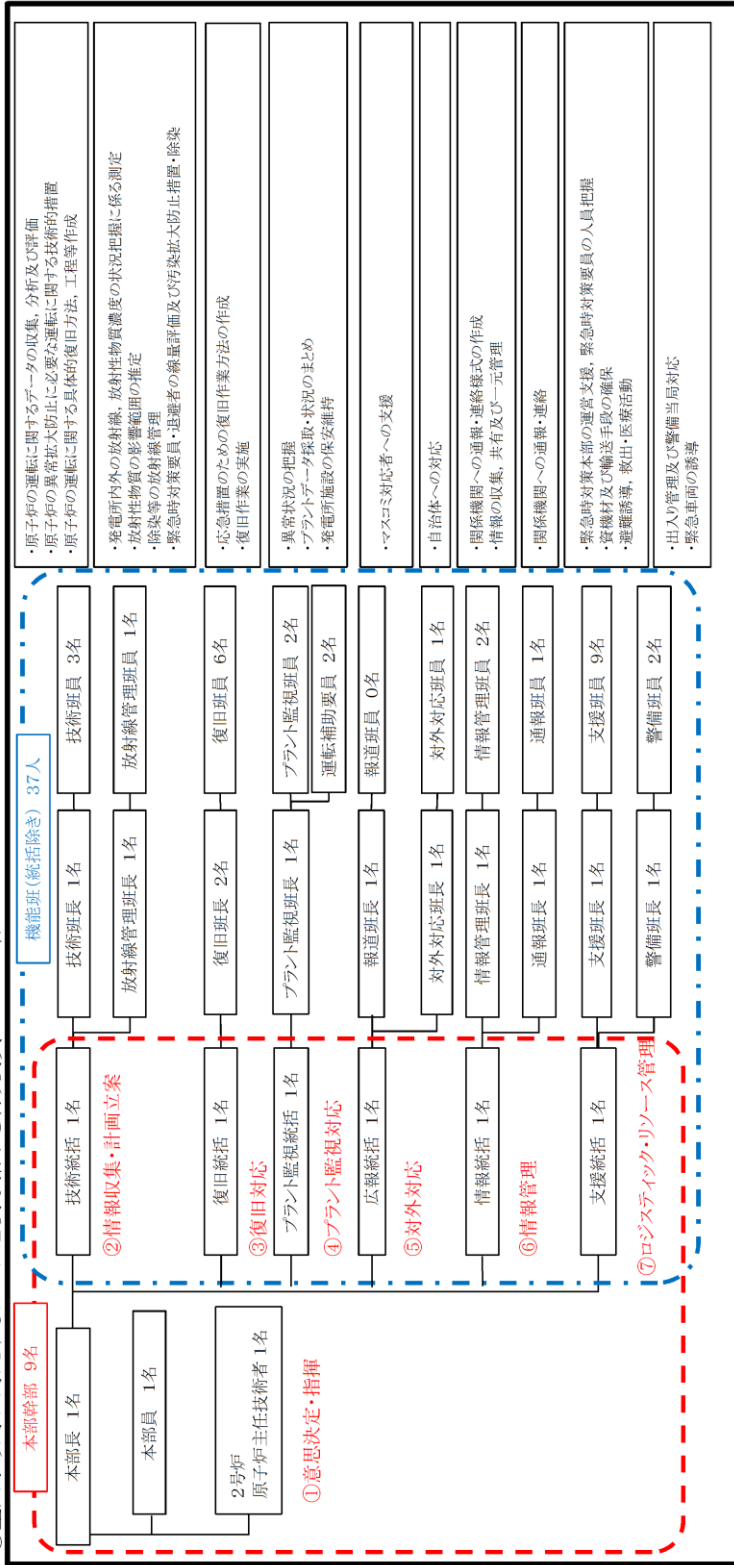 本部幹部 9名
機能班(統括除き) 37人
本部長 1名
本部員 1名
2号炉
原子炉主任技術者 1名
①意思決定・指揮
技術統括 1名
②情報収集・計画立案
復旧統括 1名
③復旧対応
プラント監視統括 1名
④プラント監視対応
広報統括 1名
⑤対外対応
情報統括 1名
⑥情報管理
支援統括 1名
⑦ロジスティック・リソース管理
技術班長 1名
技術班員 3名
・原子炉の運転に関するデータの収集, 分析及び評価
・原子炉の異常拡大防止に必要な運転に関する技術的措置
・原子炉の運転に関する具体的復旧方法, 工程等作成
放射線管理班長 1名
放射線管理班員 1名
・発電所内外の放射線, 放射性物質濃度の状況把握に係る測定
・放射性物質の影響範囲の推定
・除染等の放射線管理
・緊急時対策要員・退避者の線量評価及び汚染拡大防止措置・除染
復旧班長 2名
復旧班員 6名
・応急措置のための復旧作業方法の作成
・復旧作業の実施
プラント監視班長 1名
プラント監視班員 2名
運転補助要員 2名
・異常状況の把握
・プラントデータ採取・状況のまとめ
・発電所施設の保安維持
報道班長 1名
報道班員 0名
・マスコミ対応者への支援
対外対応班長 1名
対外対応班員 1名
・自治体への対応
情報管理班長 1名
情報管理班員 2名
・関係機関への通報・連絡様式の作成
・情報の収集, 共有及び一元管理
通報班長 1名
通報班員 1名
・関係機関への通報・連絡
支援班長 1名
支援班員 9名
・緊急時対策本部の運営支援, 緊急時対策要員の人員把握
・資機材及び輸送手段の確保
・避難誘導, 救出・医療活動
警備班長 1名
警備班員 2名
・出入り管理及び警備当局対応
・緊急車両の誘導